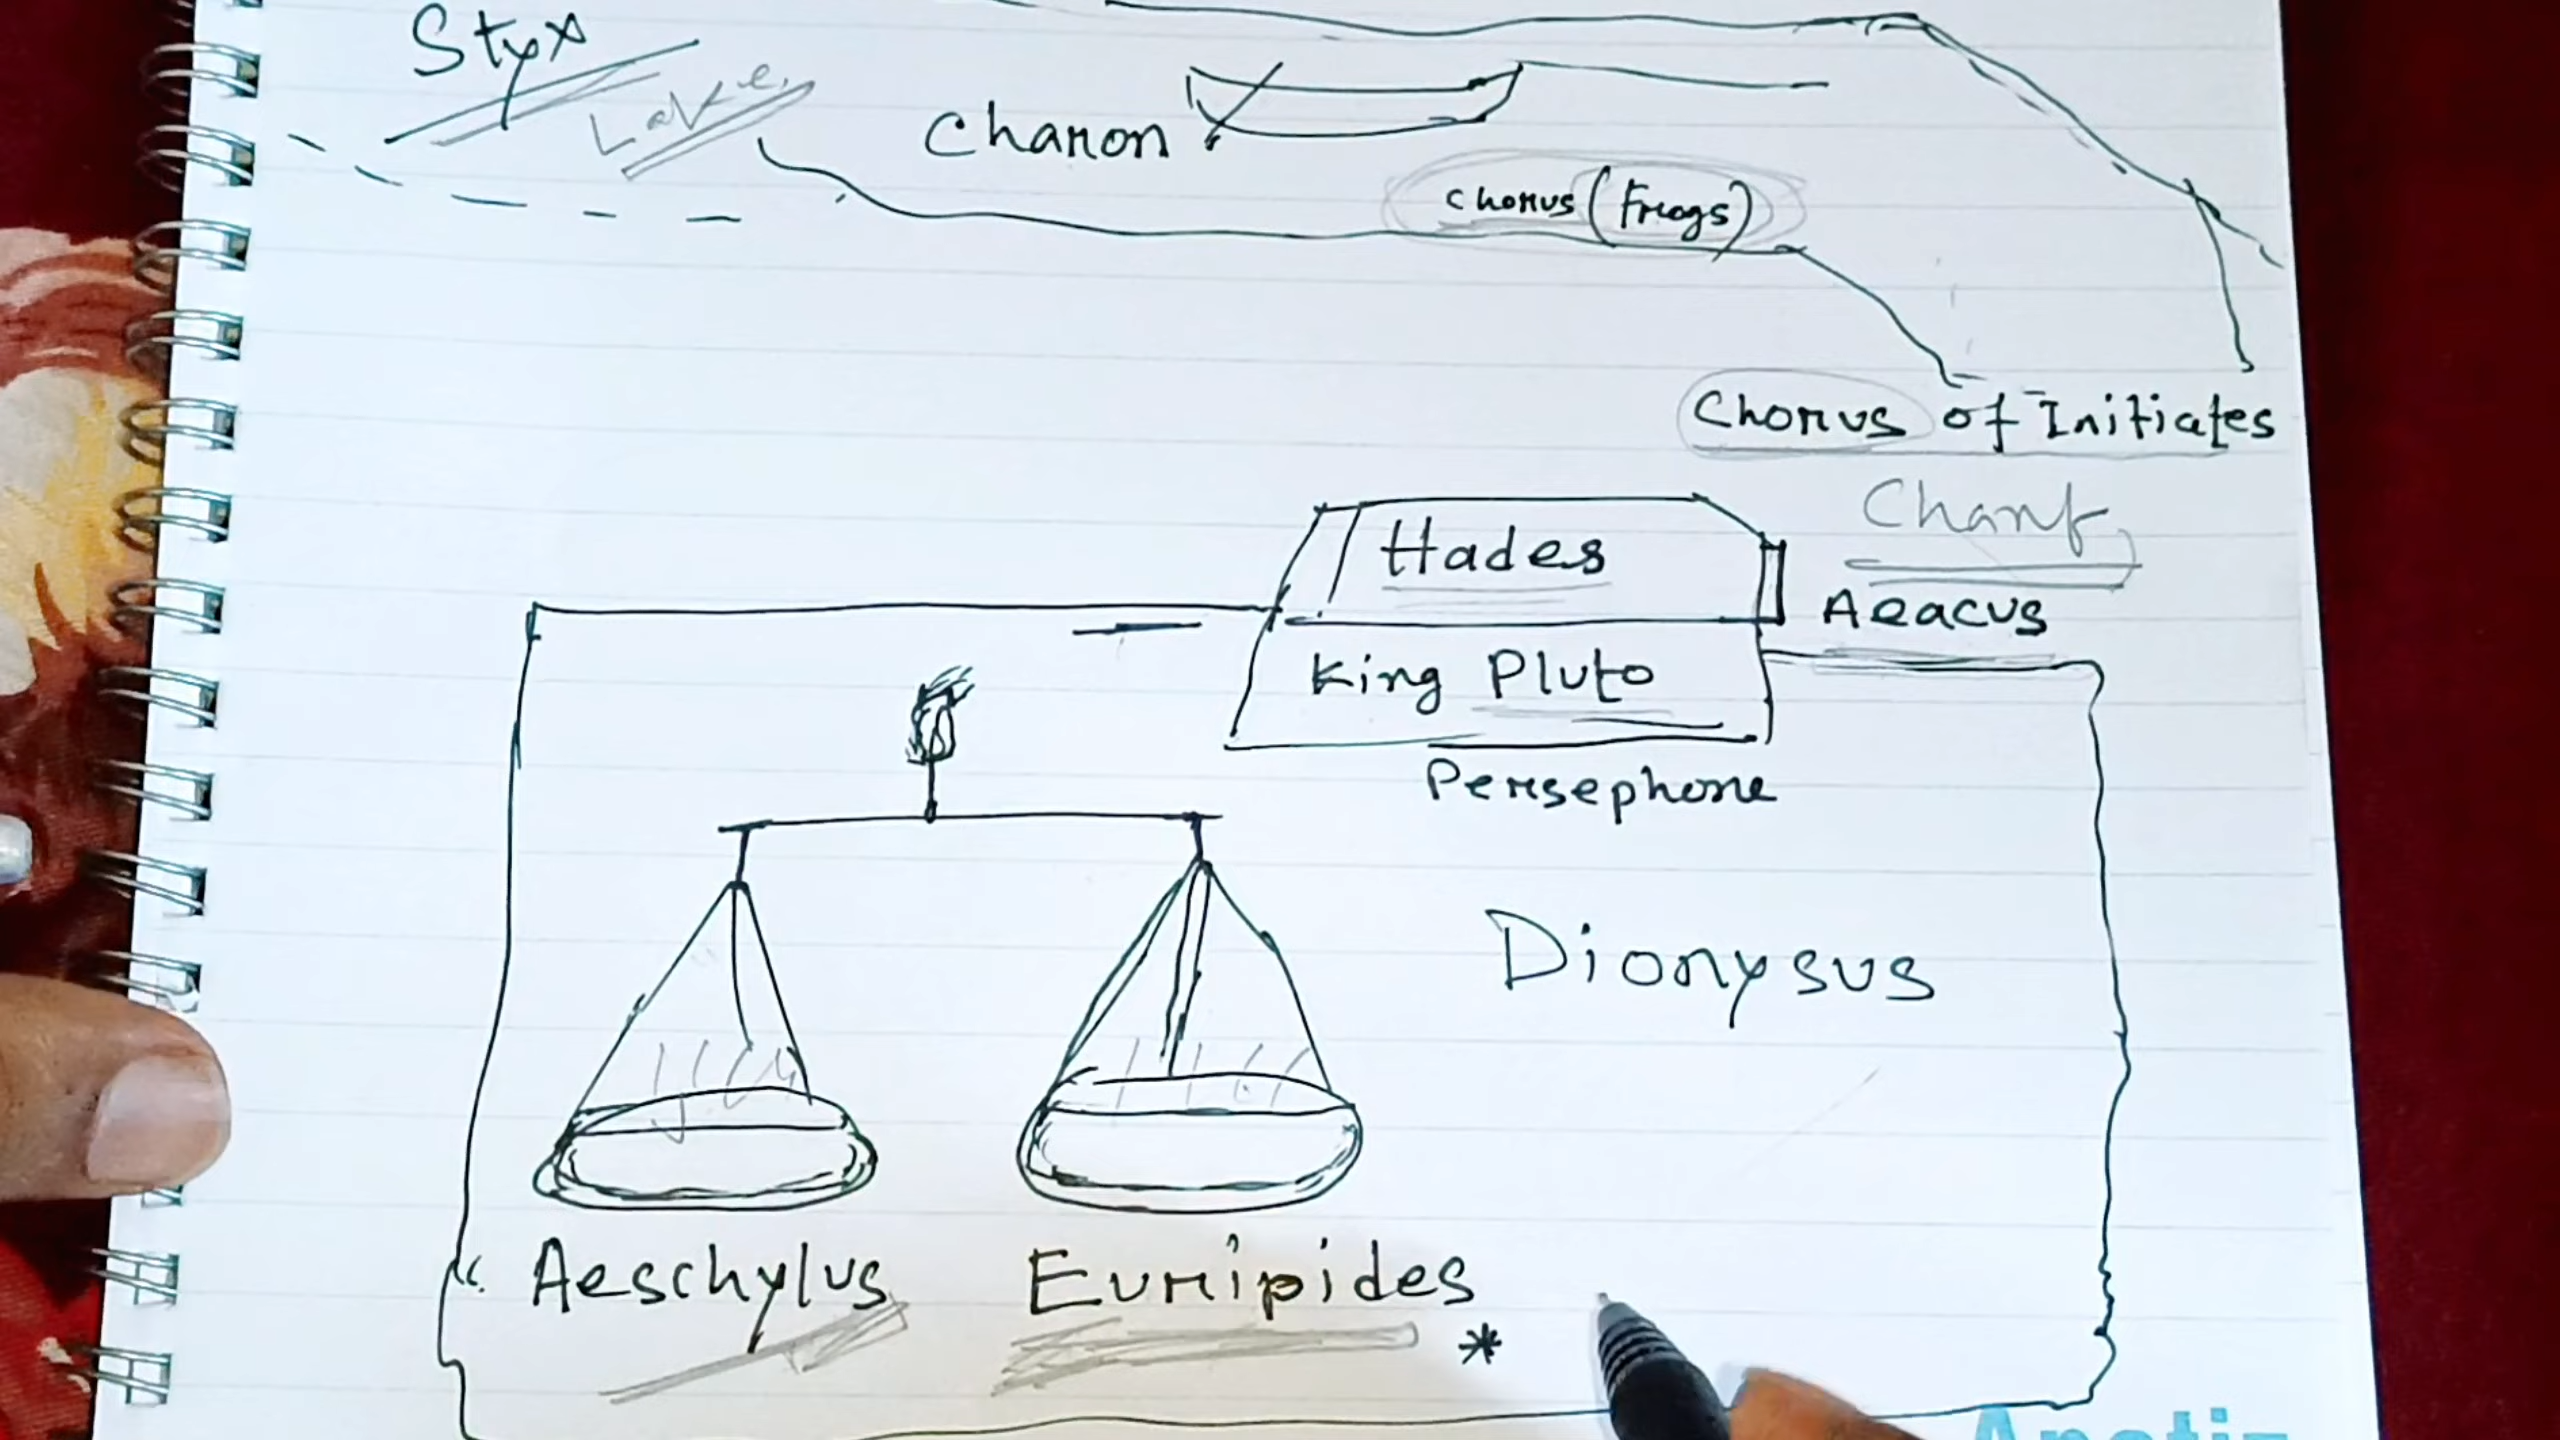 Styx
Lake
Charon
Chorus (Frogs)
Chorus of Initiates
Chant
Hades
Aeacus
King Pluto
Persephone
Dionysus
Aeschylus
Euripides
*